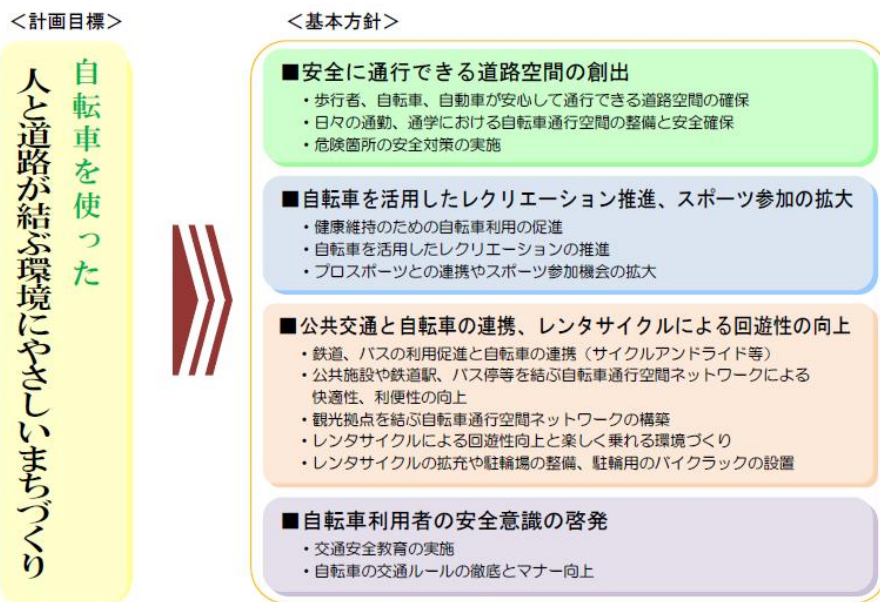 ＜計画目標＞
自転車を使った
人と道路が結ぶ環境にやさしいまちづくり
＜基本方針＞
■安全に通行できる道路空間の創出
・歩行者、自転車、自動車が安心して通行できる道路空間の確保
・日々の通勤、通学における自転車通行空間の整備と安全確保
・危険箇所の安全対策の実施
■自転車を活用したレクリエーション推進、スポーツ参加の拡大
・健康維持のための自転車利用の促進
・自転車を活用したレクリエーションの推進
・プロスポーツとの連携やスポーツ参加機会の拡大
■公共交通と自転車の連携、レンタサイクルによる回遊性の向上
・鉄道、バスの利用促進と自転車の連携（サイクルアンドライド等）
・公共施設や鉄道駅、バス停等を結ぶ自転車通行空間ネットワークによる
快適性、利便性の向上
・観光拠点を結ぶ自転車通行空間ネットワークの構築
・レンタサイクルによる回遊性向上と楽しく乗れる環境づくり
・レンタサイクルの拡充や駐輪場の整備、駐輪用のバイクラックの設置
■自転車利用者の安全意識の啓発
・交通安全教育の実施
・自転車の交通ルールの徹底とマナー向上